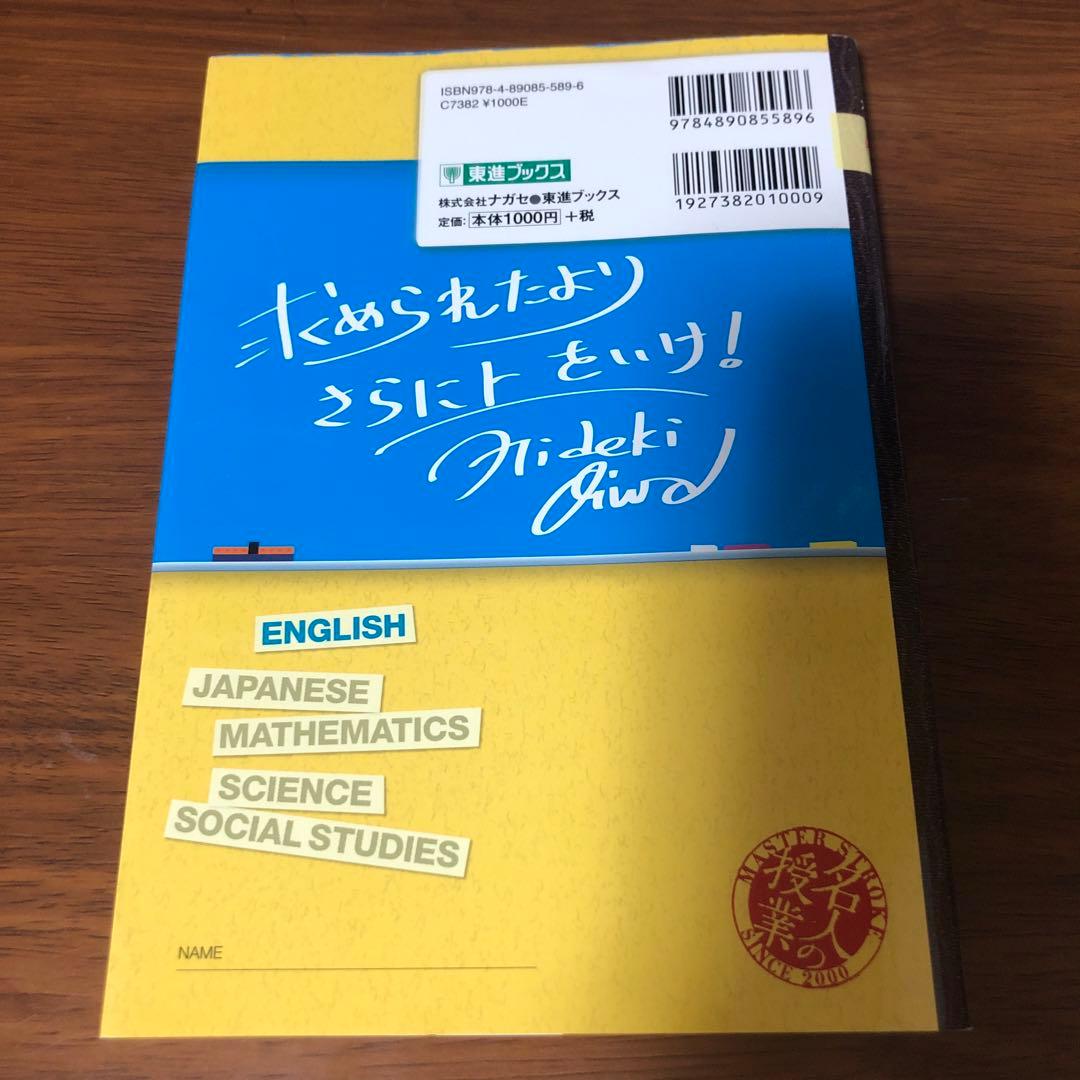 ISBN978-4-89085-589-6
C7382 ¥1000E
9784890855896
東進ブックス
株式会社ナガセ●東進ブックス
定価: 本体1000円 +税
1927382010009
求められたより
さらに上をいけ!
Hideki
Oiwa
ENGLISH
JAPANESE
MATHEMATICS
SCIENCE
SOCIAL STUDIES
NAME
MASTER STROKE
名人の
授業
SINCE 2000